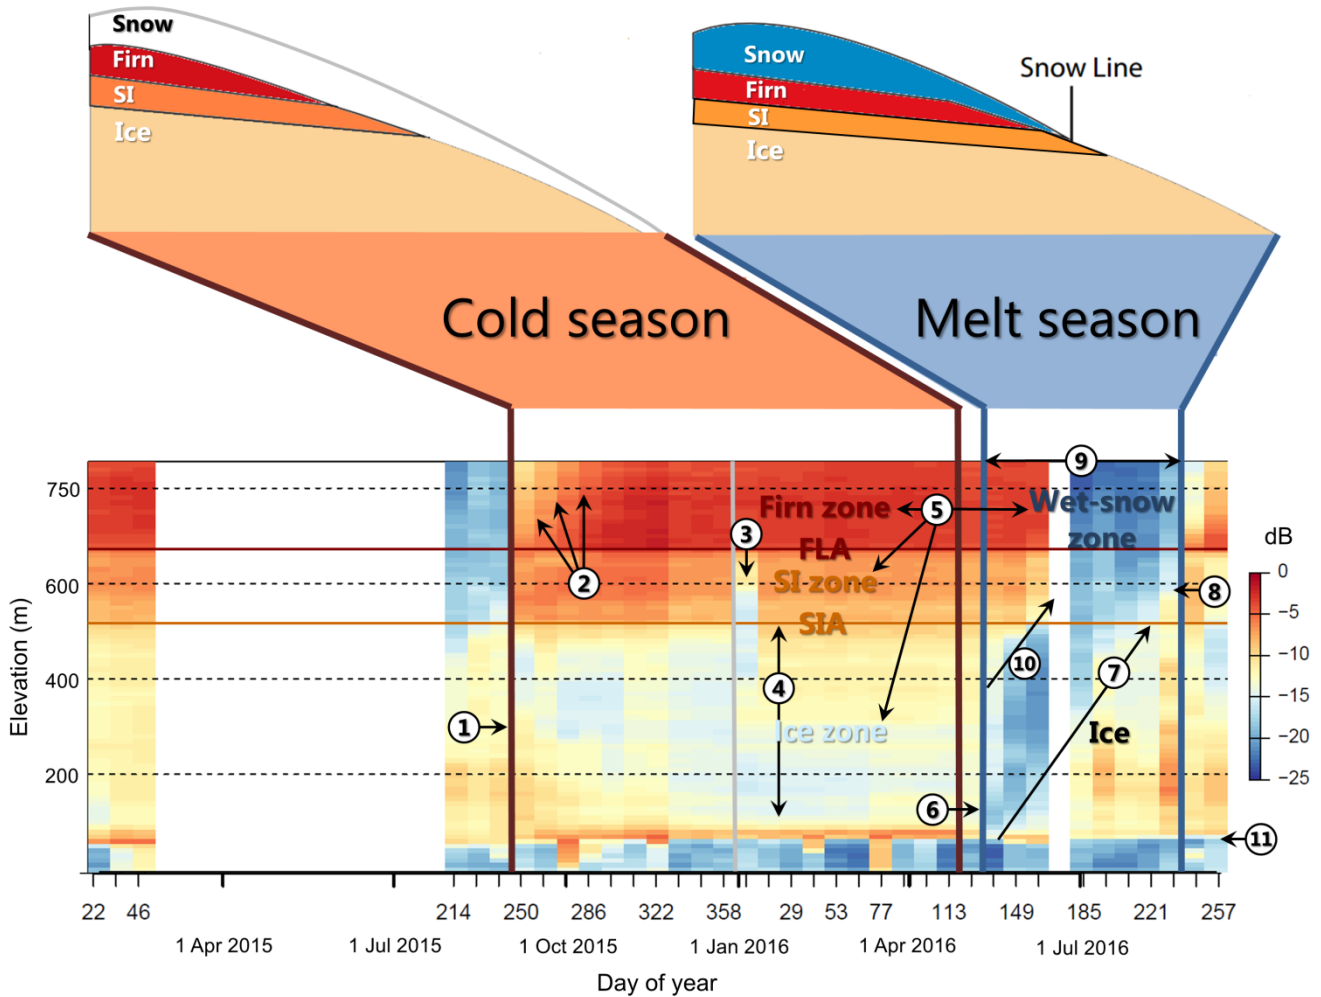 Snow
Firn
SI
Ice
Snow
Firn
SI
Ice
Snow Line
Cold season
Melt season
9
750
Firn zone
5
Wet-snow
zone
3
FLA
dB
2
600
SI zone
8
0
SIA
−5
10
−10
400
4
7
−15
1
Ice zone
Ice
−20
200
−25
6
11
Elevation (m)
22 46 214 250 286 322 358 29 53 77 113 149 185 221 257
1 Apr 2015 1 Jul 2015 1 Oct 2015 1 Jan 2016 1 Apr 2016 1 Jul 2016
Day of year